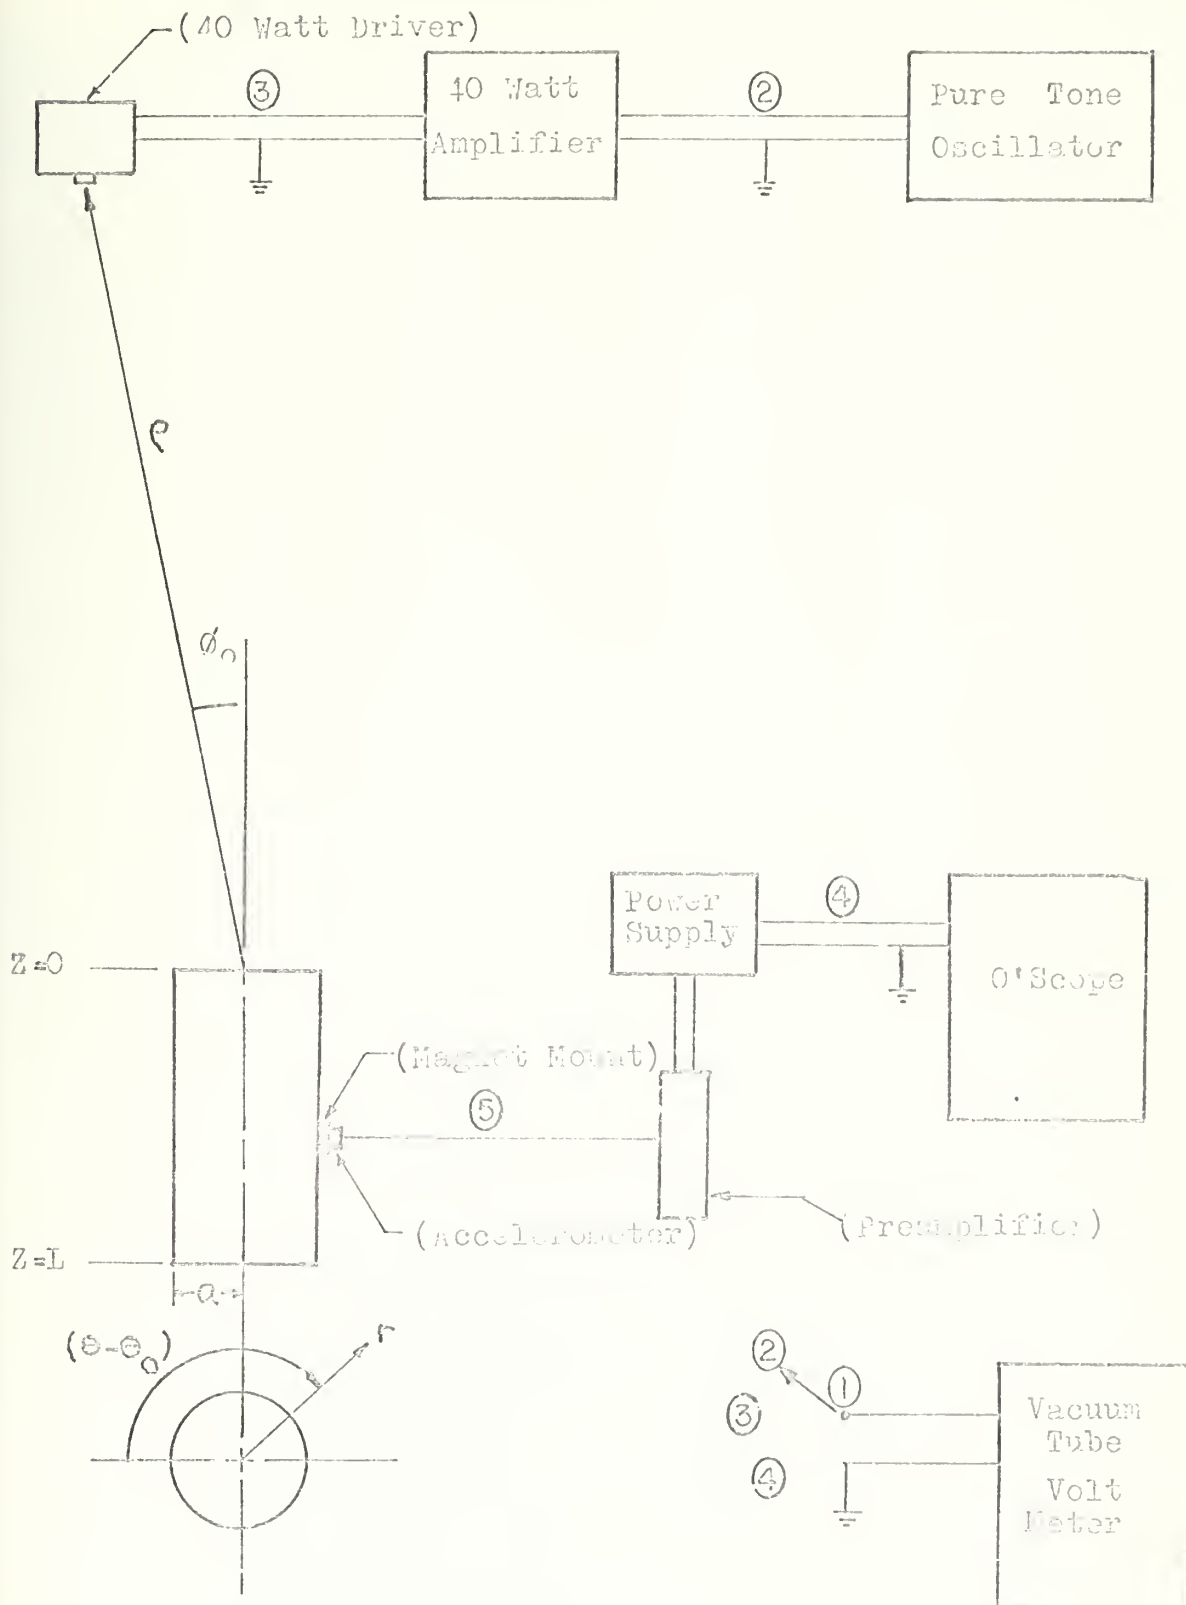 (40 Watt Driver)
③
40 Watt
Amplifier
②
Pure Tone
Oscillator
ρ
ø₀
Power
Supply
④
O'Scope
Z=0
(Magnet Mount)
⑤
(Accelerometer)
(Preamplifier)
Z=L
a
(θ-θ₀)
r
②
①
③
④
Vacuum
Tube
Volt
Meter